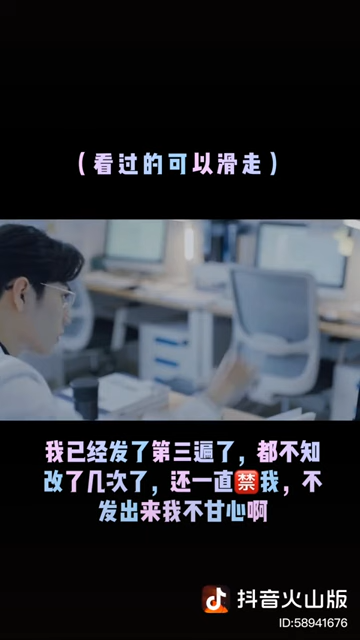 （看过的可以滑走）
我已经发了第三遍了，都不知
改了几次了，还一直🈲我，不
发出来我不甘心啊
抖音火山版
ID:58941676